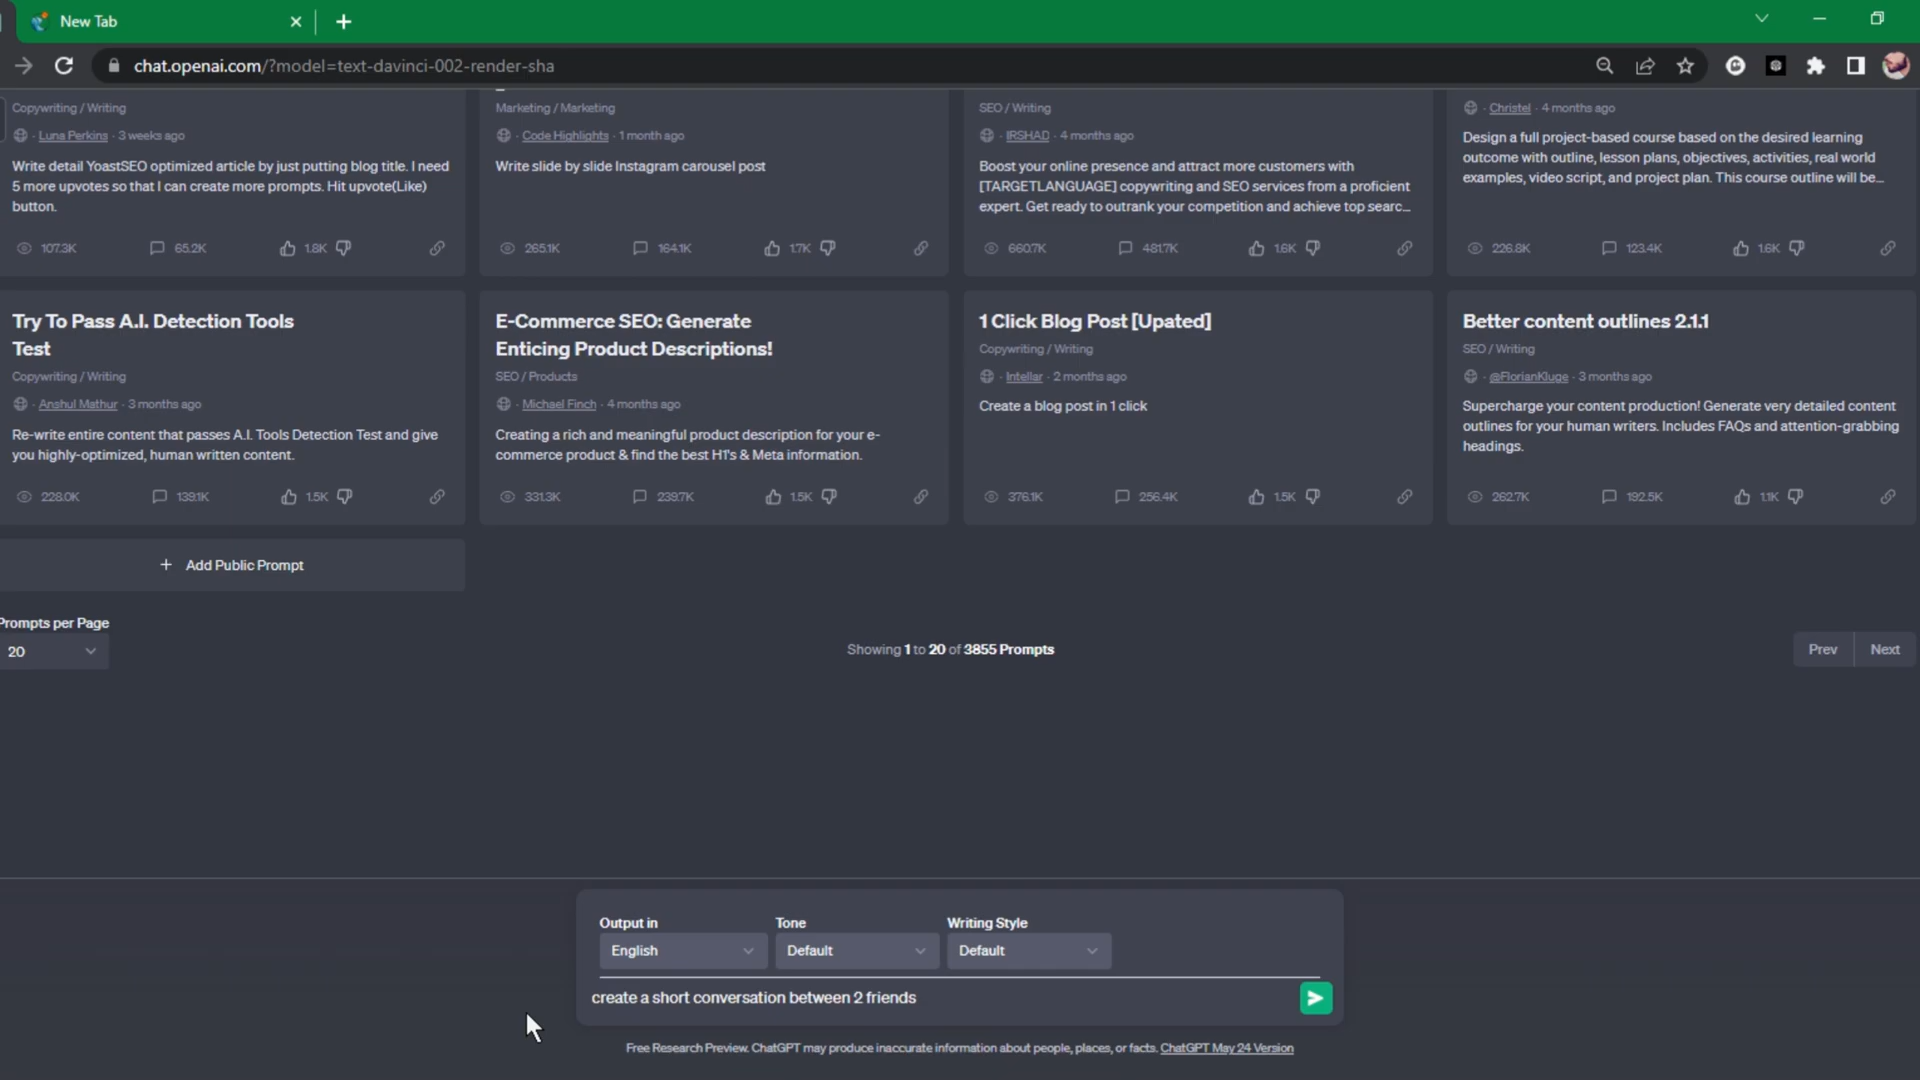 New Tab
chat.openai.com/?model=text-davinci-002-render-sha
Copywriting / Writing
· Luna Perkins · 3 weeks ago
Write detail YoastSEO optimized article by just putting blog title. I need
5 more upvotes so that I can create more prompts. Hit upvote(Like)
button.
107.3K 65.2K 1.8K
Marketing / Marketing
· Code Highlights · 1 month ago
Write slide by slide Instagram carousel post
265.1K 164.1K 1.7K
SEO / Writing
· IRSHAD · 4 months ago
Boost your online presence and attract more customers with
[TARGETLANGUAGE] copywriting and SEO services from a proficient
expert. Get ready to outrank your competition and achieve top searc...
660.7K 481.7K 1.6K
· Christel · 4 months ago
Design a full project-based course based on the desired learning
outcome with outline, lesson plans, objectives, activities, real world
examples, video script, and project plan. This course outline will be...
226.8K 123.4K 1.6K
Try To Pass A.I. Detection Tools
Test
Copywriting / Writing
· Anshul Mathur · 3 months ago
Re-write entire content that passes A.I. Tools Detection Test and give
you highly-optimized, human written content.
228.0K 139.1K 1.5K
E-Commerce SEO: Generate
Enticing Product Descriptions!
SEO / Products
· Michael Finch · 4 months ago
Creating a rich and meaningful product description for your e-
commerce product & find the best H1's & Meta information.
331.3K 239.7K 1.5K
1 Click Blog Post [Upated]
Copywriting / Writing
· Intellar · 2 months ago
Create a blog post in 1 click
376.1K 256.4K 1.5K
Better content outlines 2.1.1
SEO / Writing
· @FlorianKluge · 3 months ago
Supercharge your content production! Generate very detailed content
outlines for your human writers. Includes FAQs and attention-grabbing
headings.
262.7K 192.5K 1.1K
+ Add Public Prompt
Prompts per Page
20
Showing 1 to 20 of 3855 Prompts
Prev Next
Output in Tone Writing Style
English Default Default
create a short conversation between 2 friends
Free Research Preview. ChatGPT may produce inaccurate information about people, places, or facts. ChatGPT May 24 Version